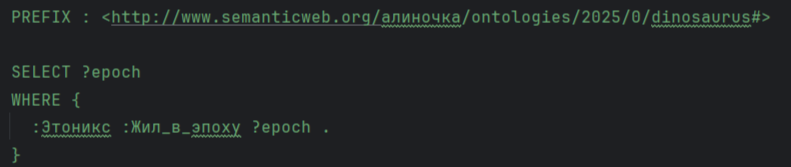 PREFIX : <http://www.semanticweb.org/алиночка/ontologies/2025/0/dinosaurus#>
SELECT ?epoch
WHERE {
:Этоникс :Жил_в_эпоху ?epoch .
}